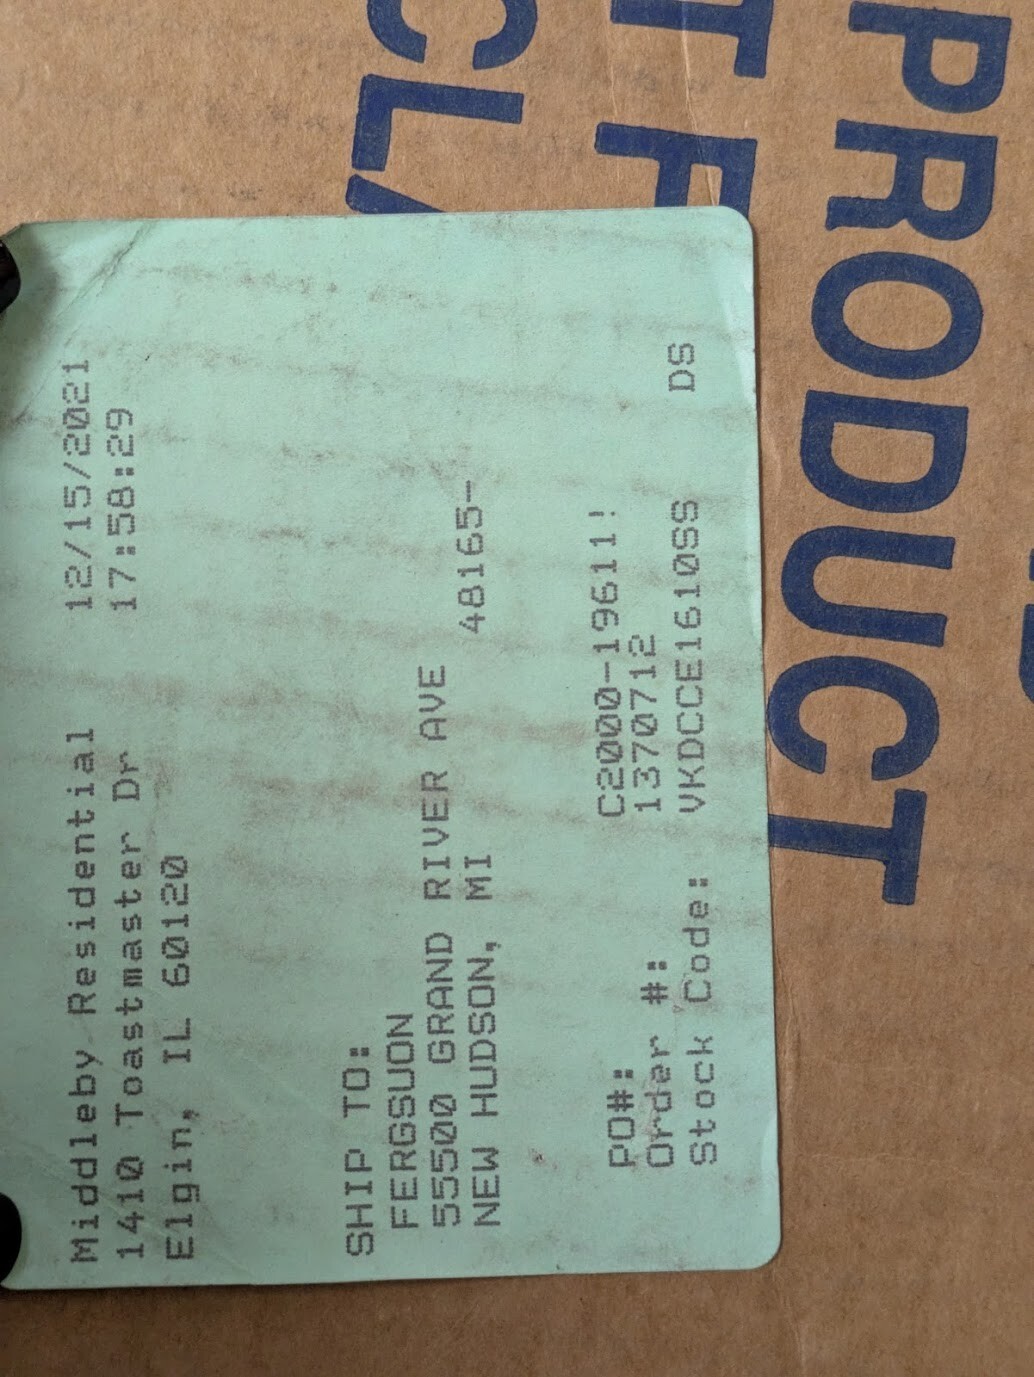 Middleby Residential 12/15/2021
1410 Toastmaster Dr 17:58:29
Elgin, IL 60120
SHIP TO:
FERGSUON
55500 GRAND RIVER AVE
NEW HUDSON, MI 48165-
PO#: C2000-19611!
Order #: 1370712
Stock Code: VKDCCE1610SS DS
PRODUCT